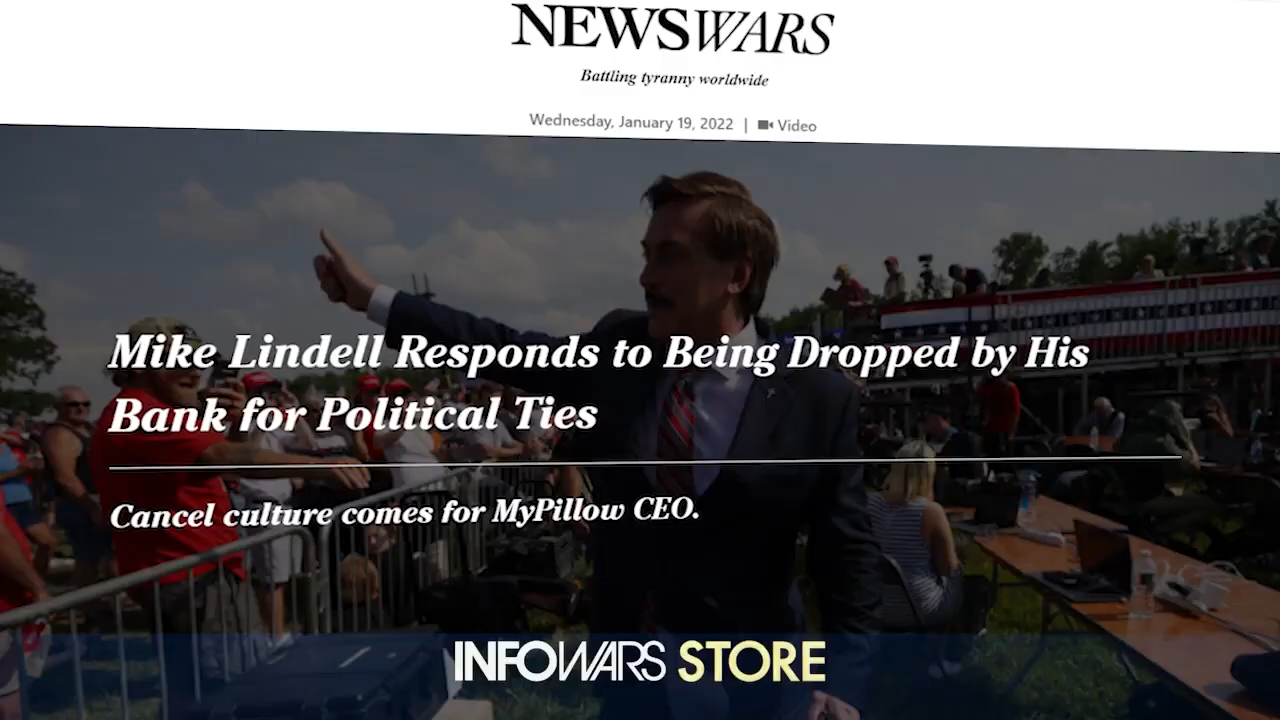 NEWSWARS
Battling tyranny worldwide
Wednesday, January 19, 2022 | Video
Mike Lindell Responds to Being Dropped by His
Bank for Political Ties
Cancel culture comes for MyPillow CEO.
INFOWARS STORE